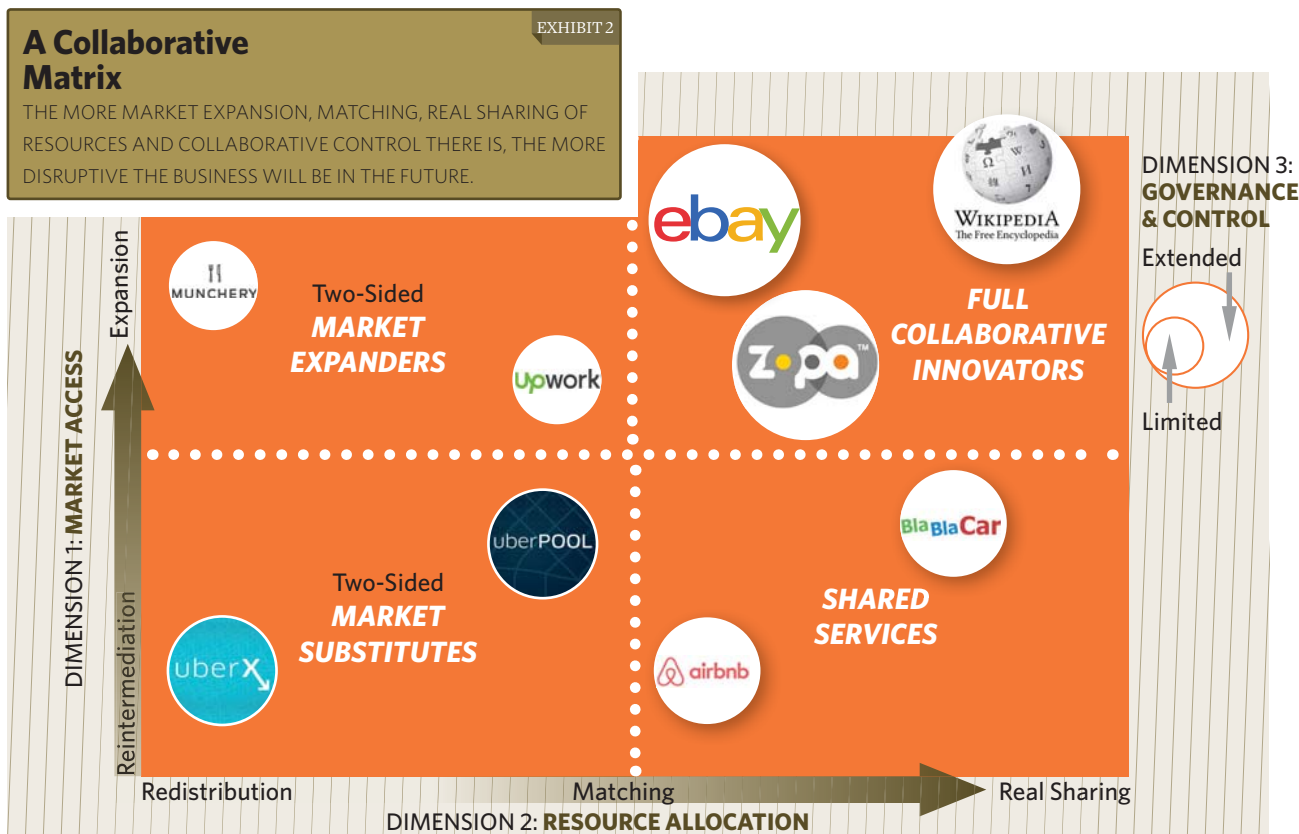 EXHIBIT 2
A Collaborative
Matrix
THE MORE MARKET EXPANSION, MATCHING, REAL SHARING OF
RESOURCES AND COLLABORATIVE CONTROL THERE IS, THE MORE
DISRUPTIVE THE BUSINESS WILL BE IN THE FUTURE.
DIMENSION 1: MARKET ACCESS
Expansion
Reintermediation
MUNCHERY
Two-Sided
MARKET
EXPANDERS
Upwork
ebay
Ω
W
И
WIKIPEDIA
The Free Encyclopedia
zopa™
FULL
COLLABORATIVE
INNOVATORS
DIMENSION 3:
GOVERNANCE
& CONTROL
Extended
Limited
uberPOOL
Two-Sided
MARKET
SUBSTITUTES
uberX
BlaBlaCar
SHARED
SERVICES
airbnb
Redistribution
Matching
Real Sharing
DIMENSION 2: RESOURCE ALLOCATION